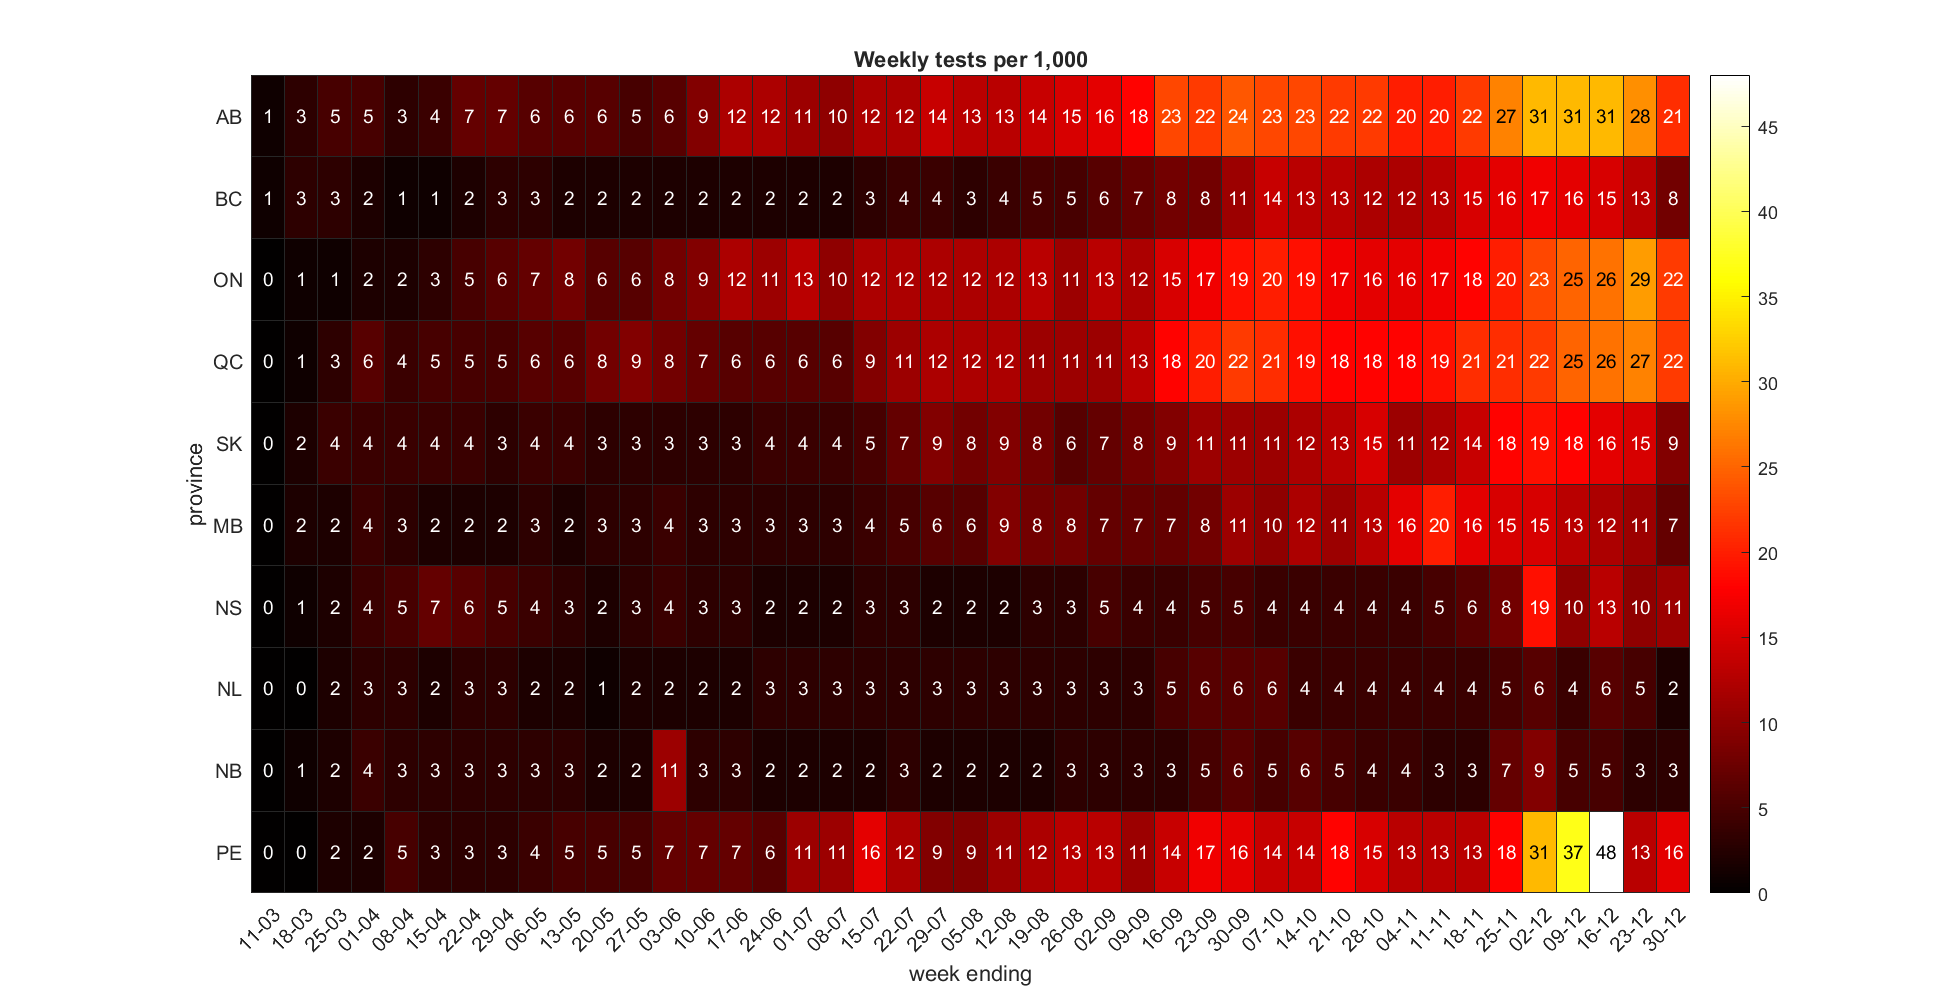 Weekly tests per 1,000
AB 1 3 5 5 3 4 7 7 6 6 6 5 6 9 12 12 11 10 12 12 14 13 13 14 15 16 18 23 22 24 23 23 22 22 20 20 22 27 31 31 31 28 21
BC 1 3 3 2 1 1 2 3 3 2 2 2 2 2 2 2 2 2 3 4 4 3 4 5 5 6 7 8 8 11 14 13 13 12 12 13 15 16 17 16 15 13 8
ON 0 1 1 2 2 3 5 6 7 8 6 6 8 9 12 11 13 10 12 12 12 12 12 13 11 13 12 15 17 19 20 19 17 16 16 17 18 20 23 25 26 29 22
QC 0 1 3 6 4 5 5 5 6 6 8 9 8 7 6 6 6 6 9 11 12 12 12 11 11 11 13 18 20 22 21 19 18 18 18 19 21 21 22 25 26 27 22
SK 0 2 4 4 4 4 4 3 4 4 3 3 3 3 3 4 4 4 5 7 9 8 9 8 6 7 8 9 11 11 11 12 13 15 11 12 14 18 19 18 16 15 9
MB 0 2 2 4 3 2 2 2 3 2 3 3 4 3 3 3 3 3 4 5 6 6 9 8 8 7 7 7 8 11 10 12 11 13 16 20 16 15 15 13 12 11 7
NS 0 1 2 4 5 7 6 5 4 3 2 3 4 3 3 2 2 2 3 3 2 2 2 3 3 5 4 4 5 5 4 4 4 4 4 5 6 8 19 10 13 10 11
NL 0 0 2 3 3 2 3 3 2 2 1 2 2 2 2 3 3 3 3 3 3 3 3 3 3 3 3 5 6 6 6 4 4 4 4 4 4 5 6 4 6 5 2
NB 0 1 2 4 3 3 3 3 3 3 2 2 11 3 3 2 2 2 2 3 2 2 2 2 3 3 3 3 5 6 5 6 5 4 4 3 3 7 9 5 5 3 3
PE 0 0 2 2 5 3 3 3 4 5 5 5 7 7 7 6 11 11 16 12 9 9 11 12 13 13 11 14 17 16 14 14 18 15 13 13 13 18 31 37 48 13 16
province
11-03 18-03 25-03 01-04 08-04 15-04 22-04 29-04 06-05 13-05 20-05 27-05 03-06 10-06 17-06 24-06 01-07 08-07 15-07 22-07 29-07 05-08 12-08 19-08 26-08 02-09 09-09 16-09 23-09 30-09 07-10 14-10 21-10 28-10 04-11 11-11 18-11 25-11 02-12 09-12 16-12 23-12 30-12
week ending
45
40
35
30
25
20
15
10
5
0